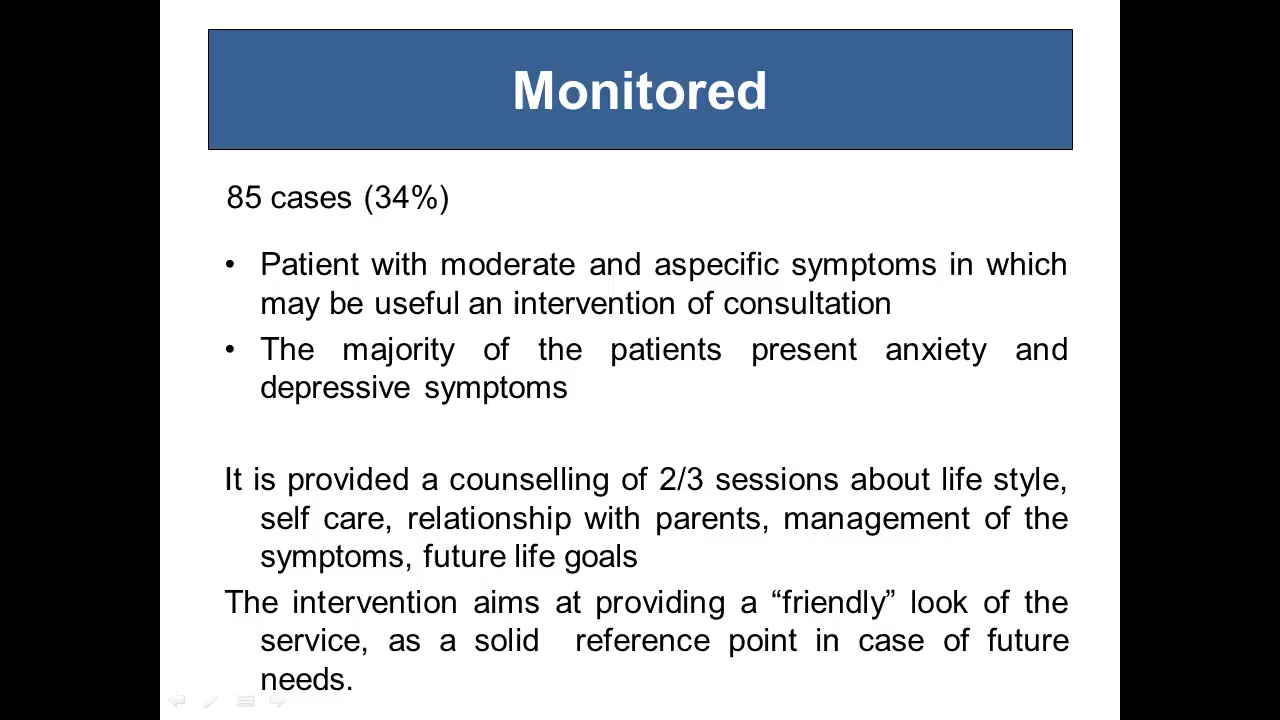 Monitored
85 cases (34%)
• Patient with moderate and aspecific symptoms in which
may be useful an intervention of consultation
• The majority of the patients present anxiety and
depressive symptoms
It is provided a counselling of 2/3 sessions about life style,
self care, relationship with parents, management of the
symptoms, future life goals
The intervention aims at providing a “friendly” look of the
service, as a solid reference point in case of future
needs.